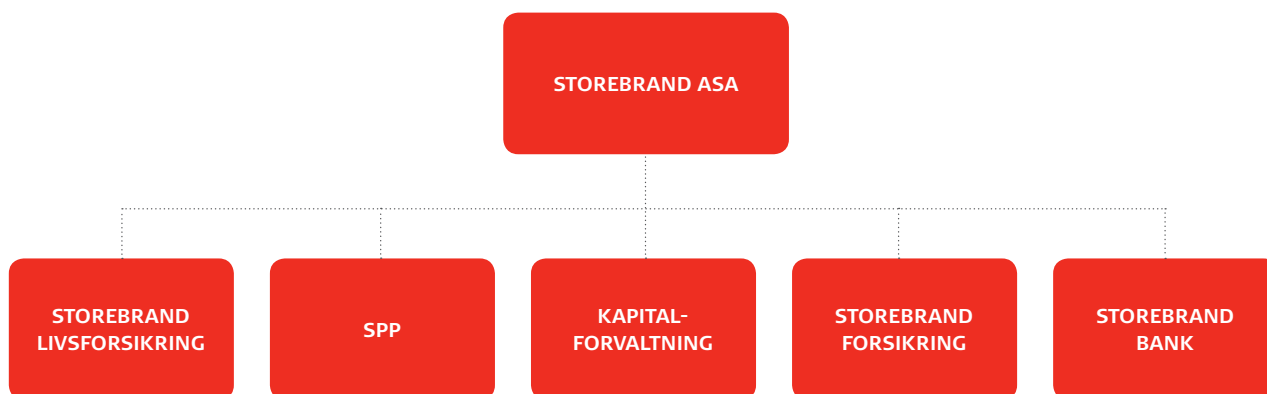 STOREBRAND ASA
STOREBRAND
LIVSFORSIKRING
SPP
KAPITAL-
FORVALTNING
STOREBRAND
FORSIKRING
STOREBRAND
BANK